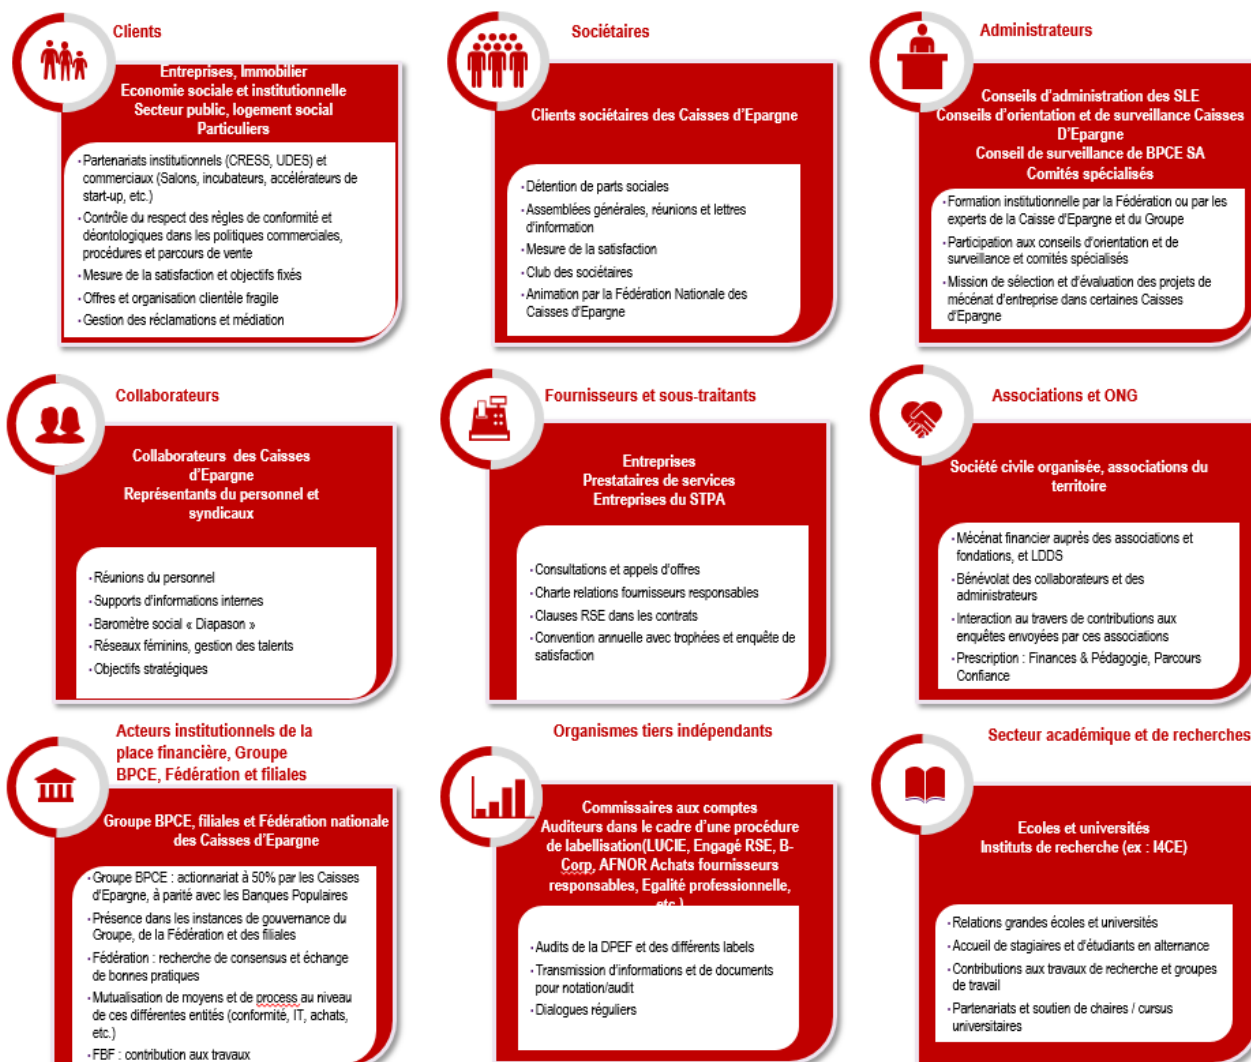 Clients
Entreprises, Immobilier
Economie sociale et institutionnelle
Secteur public, logement social
Particuliers
·Partenariats institutionnels (CRESS, UDES) et
commerciaux (Salons, incubateurs, accélérateurs de
start-up, etc.)
·Contrôle du respect des règles de conformité et
déontologiques dans les politiques commerciales,
procédures et parcours de vente
·Mesure de la satisfaction et objectifs fixés
·Offres et organisation clientèle fragile
·Gestion des réclamations et médiation
Sociétaires
Clients sociétaires des Caisses d'Epargne
·Détention de parts sociales
·Assemblées générales, réunions et lettres
d'information
·Mesure de la satisfaction
·Club des sociétaires
·Animation par la Fédération Nationale des
Caisses d'Epargne
Administrateurs
Conseils d'administration des SLE
Conseils d'orientation et de surveillance Caisses
D'Epargne
Conseil de surveillance de BPCE SA
Comités spécialisés
·Formation institutionnelle par la Fédération ou par les
experts de la Caisse d'Epargne et du Groupe
·Participation aux conseils d'orientation et de
surveillance et comités spécialisés
·Mission de sélection et d'évaluation des projets de
mécénat d'entreprise dans certaines Caisses
d'Epargne
Collaborateurs
Collaborateurs des Caisses
d'Epargne
Représentants du personnel et
syndicaux
·Réunions du personnel
·Supports d'informations internes
·Baromètre social « Diapason »
·Réseaux féminins, gestion des talents
·Objectifs stratégiques
Fournisseurs et sous-traitants
Entreprises
Prestataires de services
Entreprises du STPA
·Consultations et appels d'offres
·Charte relations fournisseurs responsables
·Clauses RSE dans les contrats
·Convention annuelle avec trophées et enquête de
satisfaction
Associations et ONG
Société civile organisée, associations du
territoire
·Mécénat financier auprès des associations et
fondations, et LDDS
·Bénévolat des collaborateurs et des
administrateurs
·Interaction au travers de contributions aux
enquêtes envoyées par ces associations
·Prescription : Finances & Pédagogie, Parcours
Confiance
Acteurs institutionnels de la
place financière, Groupe
BPCE, Fédération et filiales
Groupe BPCE, filiales et Fédération nationale
des Caisses d'Epargne
·Groupe BPCE : actionnariat à 50% par les Caisses
d'Epargne, à parité avec les Banques Populaires
·Présence dans les instances de gouvernance du
Groupe, de la Fédération et des filiales
·Fédération : recherche de consensus et échange
de bonnes pratiques
·Mutualisation de moyens et de process au niveau
de ces différentes entités (conformité, IT, achats,
etc.)
·FBF : contribution aux travaux
Organismes tiers indépendants
Commissaires aux comptes
Auditeurs dans le cadre d'une procédure
de labellisation(LUCIE, Engagé RSE, B-
Corp, AFNOR Achats fournisseurs
responsables, Egalité professionnelle,
etc.)
·Audits de la DPEF et des différents labels
·Transmission d'informations et de documents
pour notation/audit
·Dialogues réguliers
Secteur académique et de recherches
Ecoles et universités
Instituts de recherche (ex : I4CE)
·Relations grandes écoles et universités
·Accueil de stagiaires et d'étudiants en alternance
·Contributions aux travaux de recherche et groupes
de travail
·Partenariats et soutien de chaires / cursus
universitaires